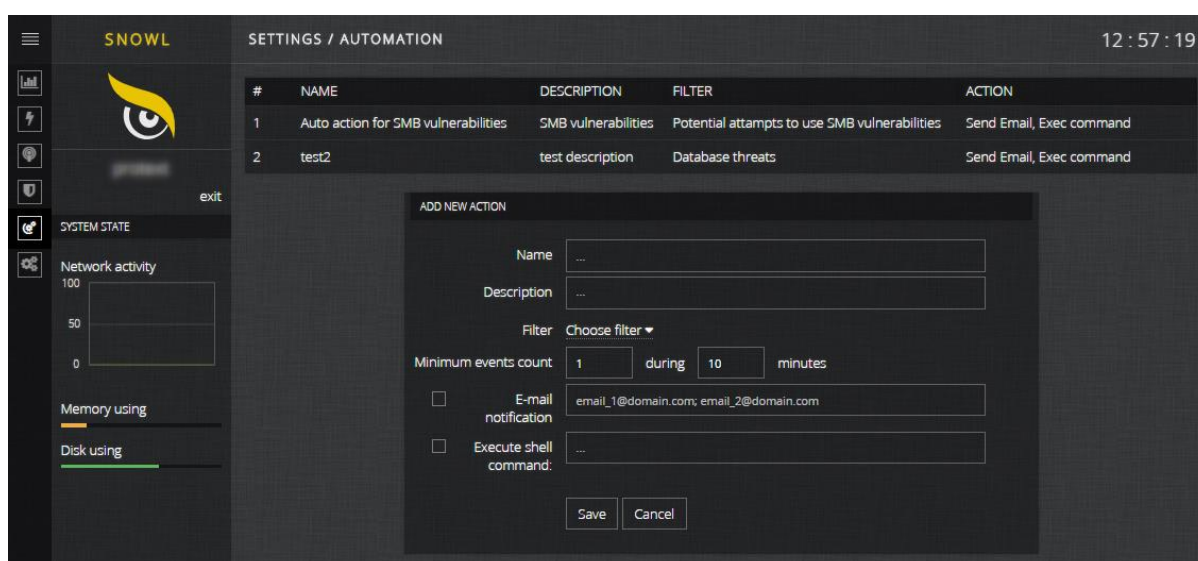 SNOWL
SETTINGS / AUTOMATION
12 : 57 : 19
# NAME DESCRIPTION FILTER ACTION
1 Auto action for SMB vulnerabilities SMB vulnerabilities Potential attampts to use SMB vulnerabilities Send Email, Exec command
2 test2 test description Database threats Send Email, Exec command
exit
SYSTEM STATE
Network activity
100
50
0
Memory using
Disk using
ADD NEW ACTION
Name ...
Description ...
Filter Choose filter
Minimum events count 1 during 10 minutes
E-mail
notification
email_1@domain.com; email_2@domain.com
Execute shell
command:
...
Save Cancel